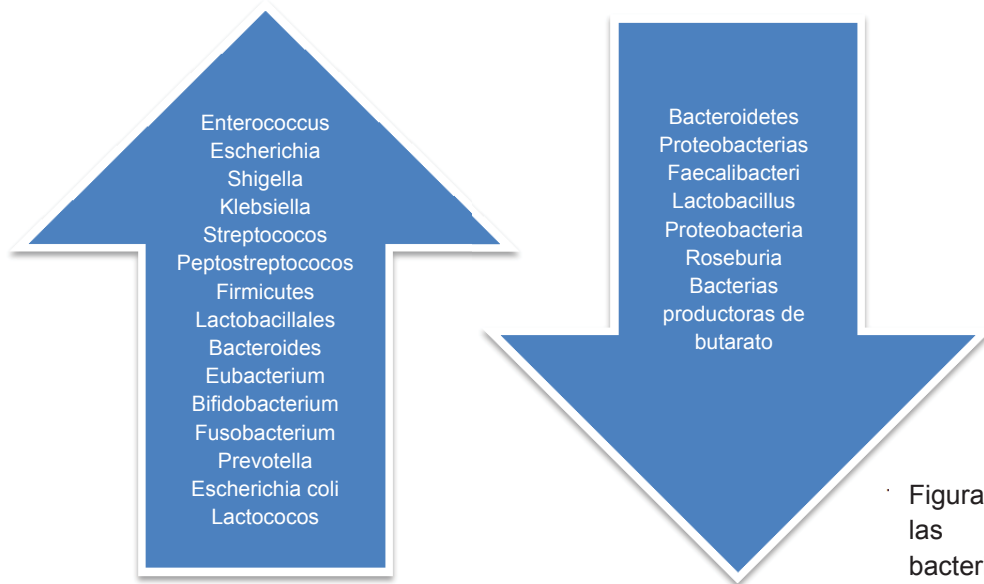 Enterococcus
Escherichia
Shigella
Klebsiella
Streptococos
Peptostreptococos
Firmicutes
Lactobacillales
Bacteroides
Eubacterium
Bifidobacterium
Fusobacterium
Prevotella
Escherichia coli
Lactococos
Bacteroidetes
Proteobacterias
Faecalibacteri
Lactobacillus
Proteobacteria
Roseburia
Bacterias
productoras de
butarato
Figura
las
bacter